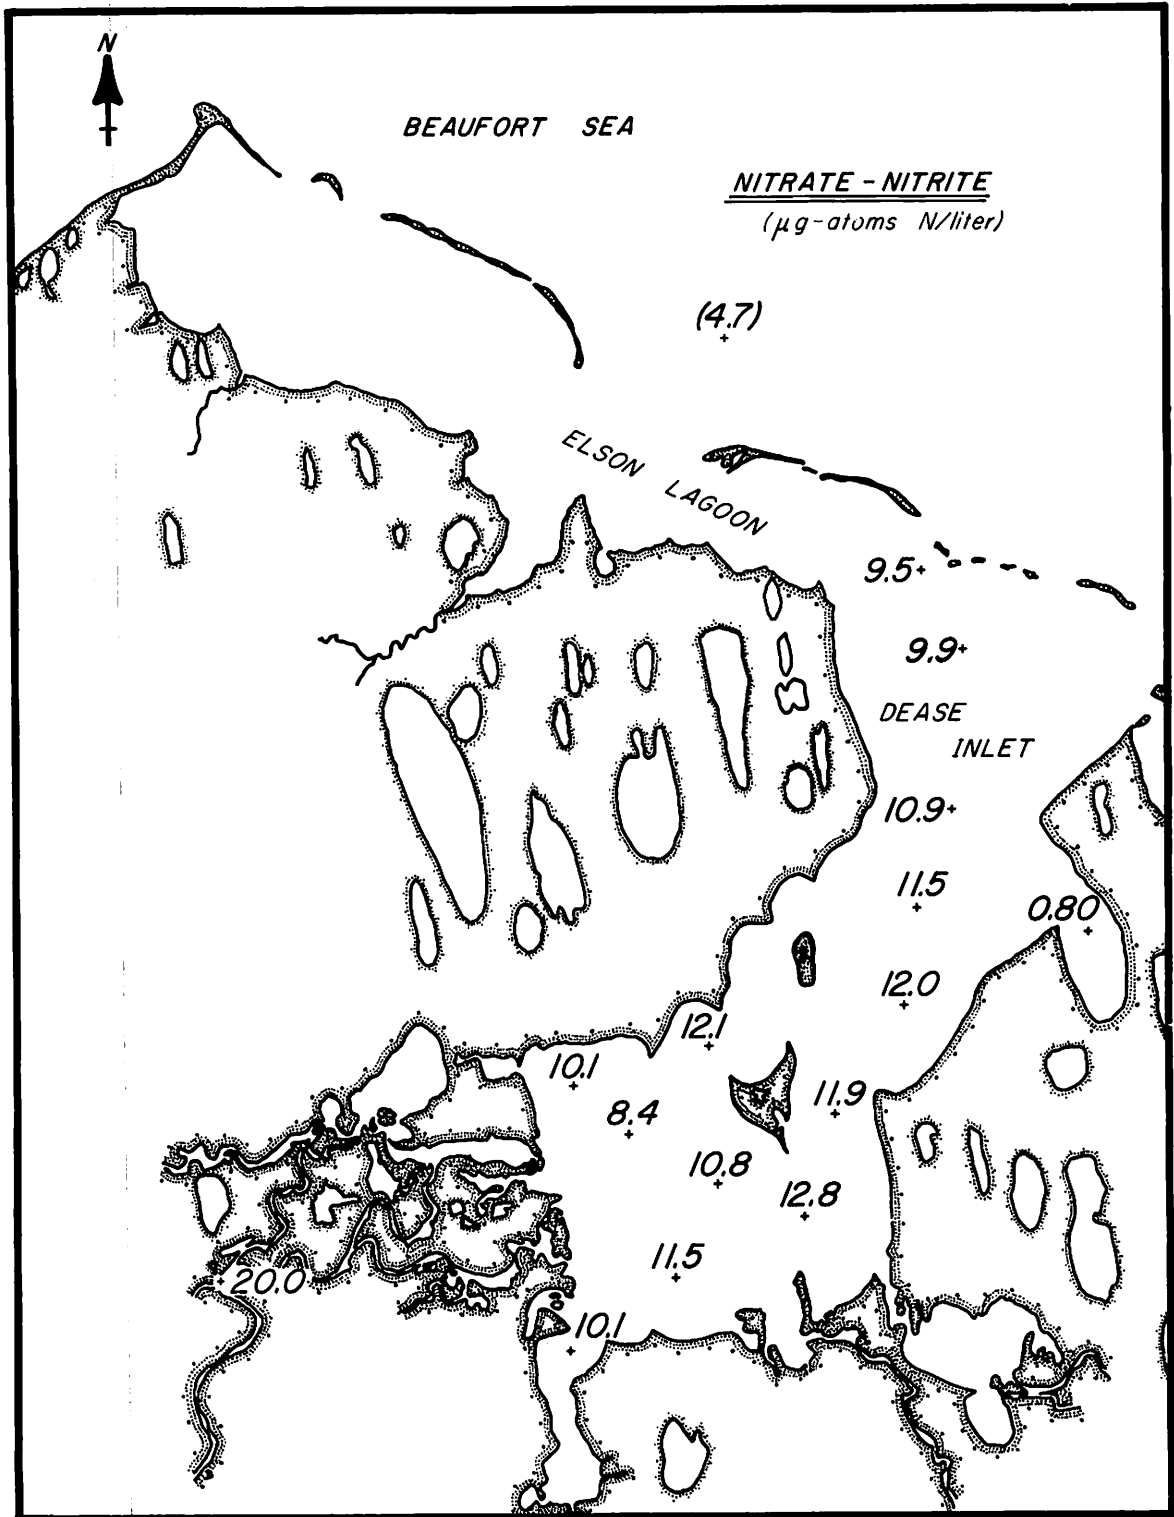 N
BEAUFORT SEA
NITRATE - NITRITE
(µg-atoms N/liter)
(4.7)
ELSON LAGOON
9.5
9.9
DEASE
INLET
10.9
11.5
0.80
12.0
12.1
10.1
11.9
8.4
10.8
12.8
11.5
20.0
10.1